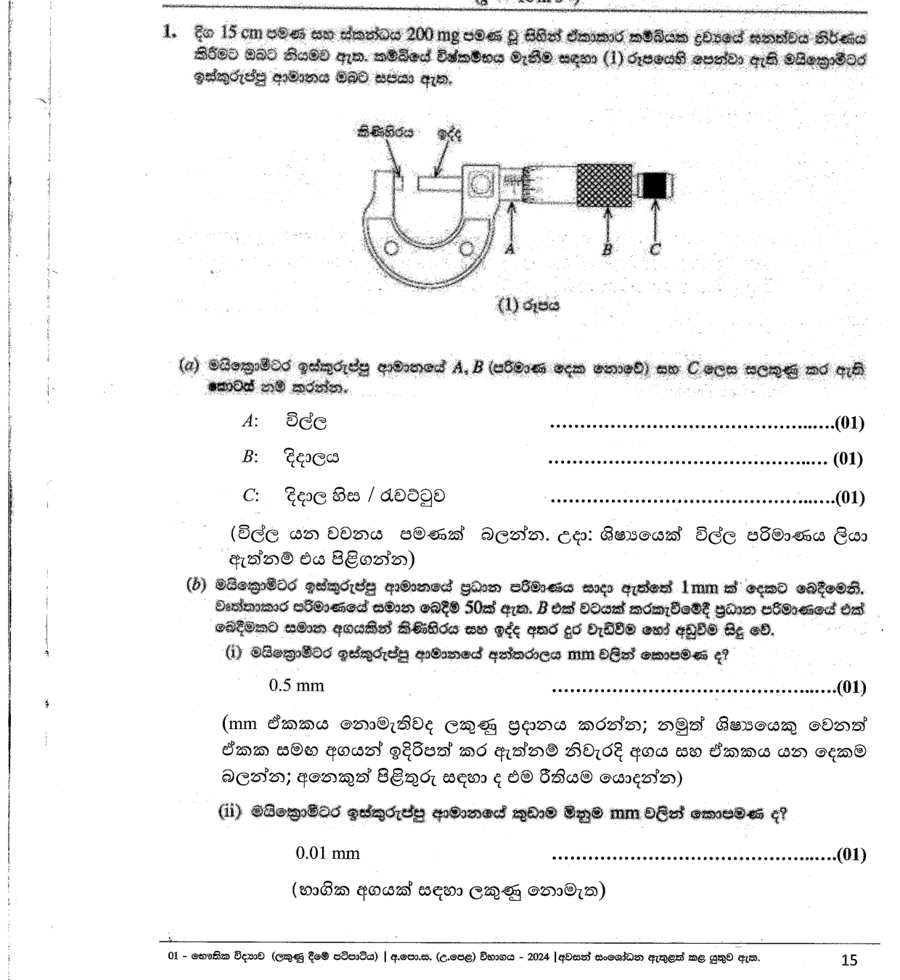 1. දිග 15 cm පමණ සහ ස්කන්ධය 200 mg පමණ වූ සිහින් ඒකාකාර කම්බියක ද්‍රව්‍යයේ ඝනත්වය නිර්ණය
කිරීමට ඔබට නියමව ඇත. කම්බියේ විෂ්කම්භය මැනීම සඳහා (1) රූපයෙහි පෙන්වා ඇති මයික්‍රොමීටර
ඉස්කුරුප්පු ආමානය ඔබට සපයා ඇත.
කිණිහිරය ඉද්ද
A B C
(1) රූපය
(a) මයික්‍රොමීටර ඉස්කුරුප්පු ආමානයේ A, B (පරිමාණ දෙක නොවේ) සහ C ලෙස සලකුණු කර ඇති
කොටස් නම් කරන්න.
A: විල්ල ................................................(01)
B: දිදාලය ................................................ (01)
C: දිදාල හිස / රැචට්ටුව ................................................(01)
(විල්ල යන වචනය පමණක් බලන්න. උදා: ශිෂ්‍යයෙක් විල්ල පරිමාණය ලියා
ඇත්නම් එය පිළිගන්න)
(b) මයික්‍රොමීටර ඉස්කුරුප්පු ආමානයේ ප්‍රධාන පරිමාණය සාදා ඇත්තේ 1 mm ක් දෙකට බෙදීමෙනි.
වෘත්තාකාර පරිමාණයේ සමාන බෙදීම් 50ක් ඇත. B එක් වටයක් කරකැවීමේදී ප්‍රධාන පරිමාණයේ එක්
බෙදීමකට සමාන අගයකින් කිණිහිරය සහ ඉද්ද අතර දුර වැඩිවීම හෝ අඩුවීම සිදු වේ.
(i) මයික්‍රොමීටර ඉස්කුරුප්පු ආමානයේ අන්තරාලය mm වලින් කොපමණ ද?
0.5 mm ................................................(01)
(mm ඒකකය නොමැතිවද ලකුණු ප්‍රදානය කරන්න; නමුත් ශිෂ්‍යයෙකු වෙනත්
ඒකක සමඟ අගයන් ඉදිරිපත් කර ඇත්නම් නිවැරදි අගය සහ ඒකකය යන දෙකම
බලන්න; අනෙකුත් පිළිතුරු සඳහා ද එම රීතියම යොදන්න)
(ii) මයික්‍රොමීටර ඉස්කුරුප්පු ආමානයේ කුඩාම මිනුම mm වලින් කොපමණ ද?
0.01 mm ................................................(01)
(භාගික අගයක් සඳහා ලකුණු නොමැත)
01 - භෞතික විද්‍යාව (ලකුණු දීමේ පටිපාටිය) | අ.පො.ස. (උ.පෙළ) විභාගය - 2024 |අවසන් සංශෝධන ඇතුළත් කළ යුතුව ඇත. 15